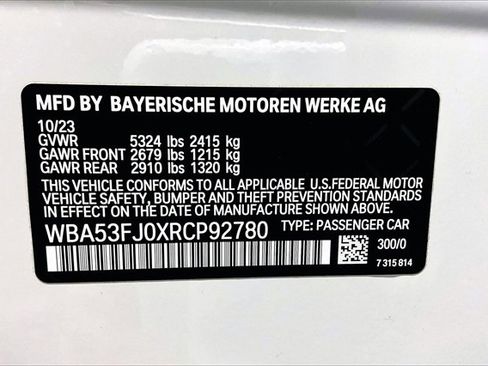 MFD BY BAYERISCHE MOTOREN WERKE AG
10/23
GVWR 5324 lbs 2415 kg
GAWR FRONT 2679 lbs 1215 kg
GAWR REAR 2910 lbs 1320 kg
THIS VEHICLE CONFORMS TO ALL APPLICABLE U.S.FEDERAL MOTOR
VEHICLE SAFETY, BUMPER, AND THEFT PREVENTION STANDARDS
IN EFFECT ON THE DATE OF MANUFACTURE SHOWN ABOVE.
WBA53FJ0XRCP92780 TYPE: PASSENGER CAR
300/0
7 315 814